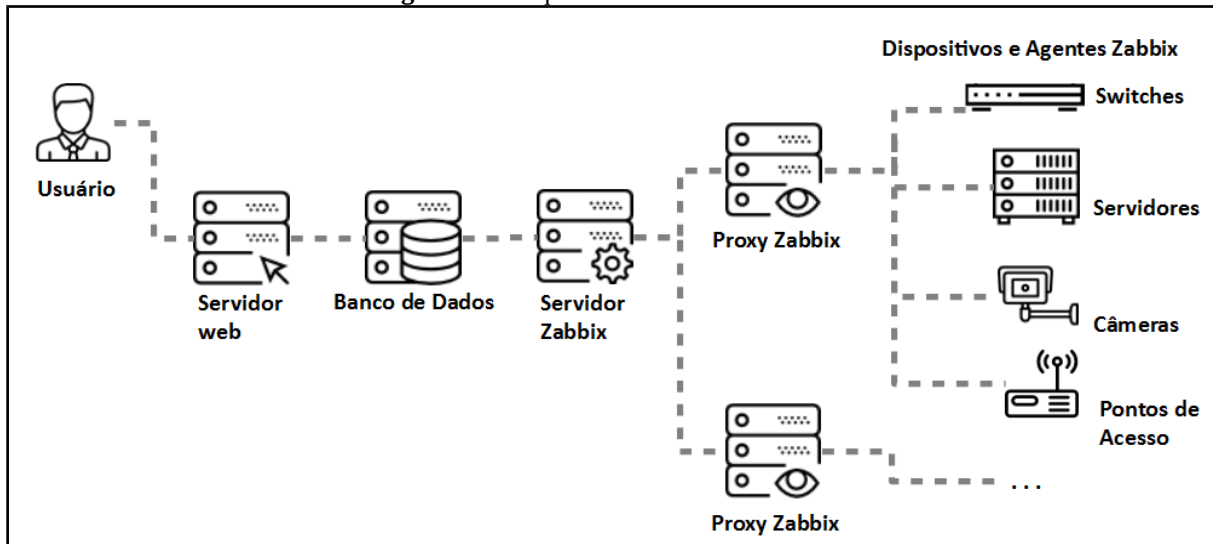 Dispositivos e Agentes Zabbix
Switches
Usuário
Servidores
Proxy Zabbix
Servidor
web
Banco de Dados
Servidor
Zabbix
Câmeras
Pontos de
Acesso
...
Proxy Zabbix